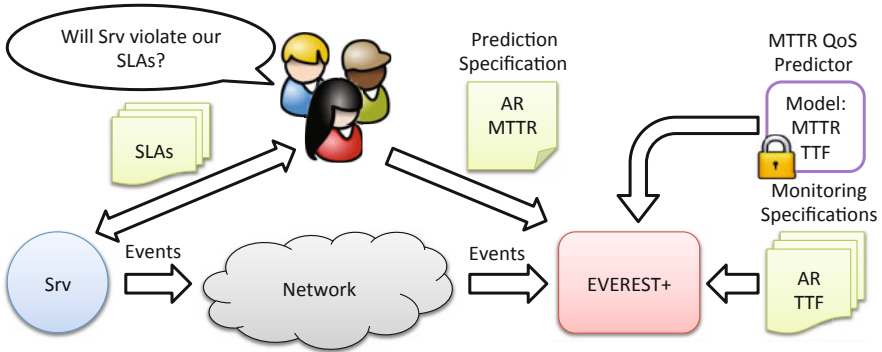 Will Srv violate our
SLAs?
SLAs
Prediction
Specification
AR
MTTR
MTTR QoS
Predictor
Model:
MTTR
TTF
Monitoring
Specifications
AR
TTF
Srv
Events
Network
Events
EVEREST+